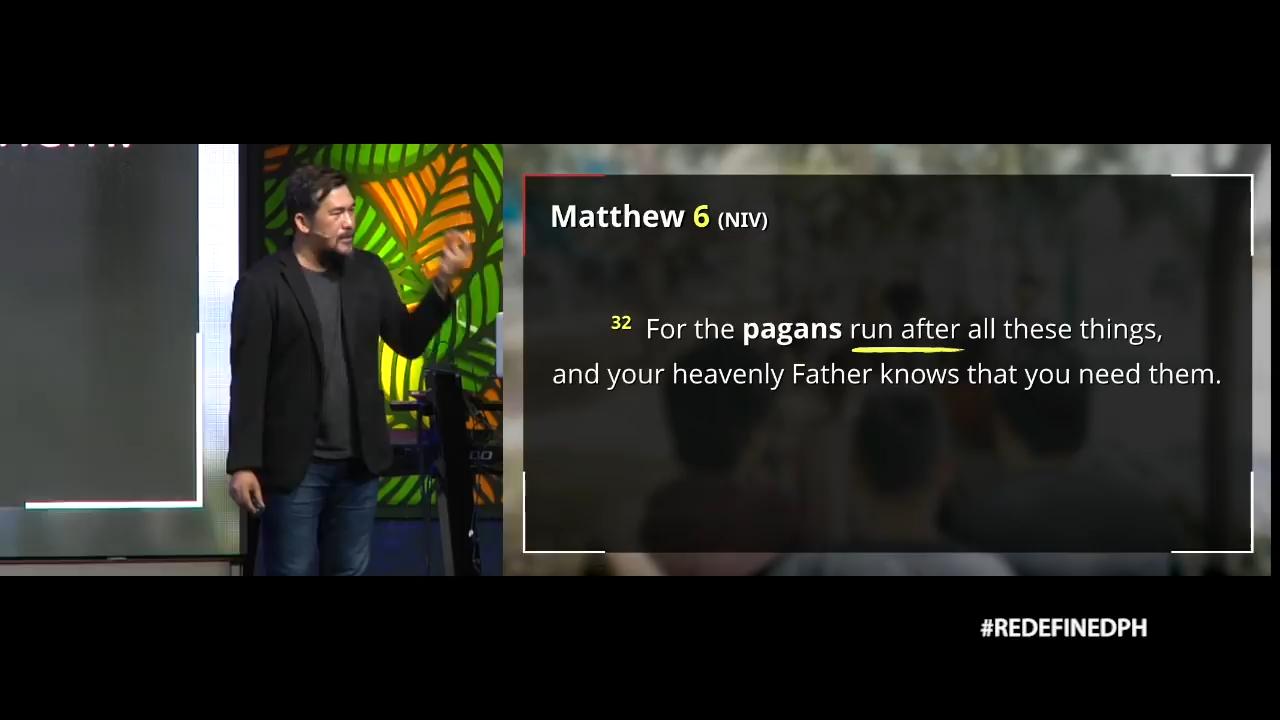 Matthew 6 (NIV)
32 For the pagans run after all these things,
and your heavenly Father knows that you need them.
#REDEFINEDPH